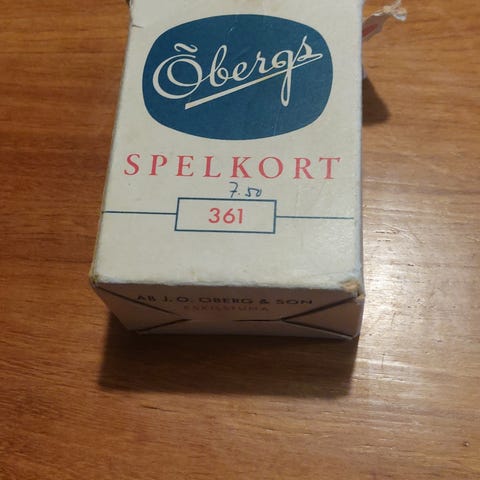 Öbergs
SPELKORT
7.50
361
AB J. O. ÖBERG & SON
ESKILSTUNA